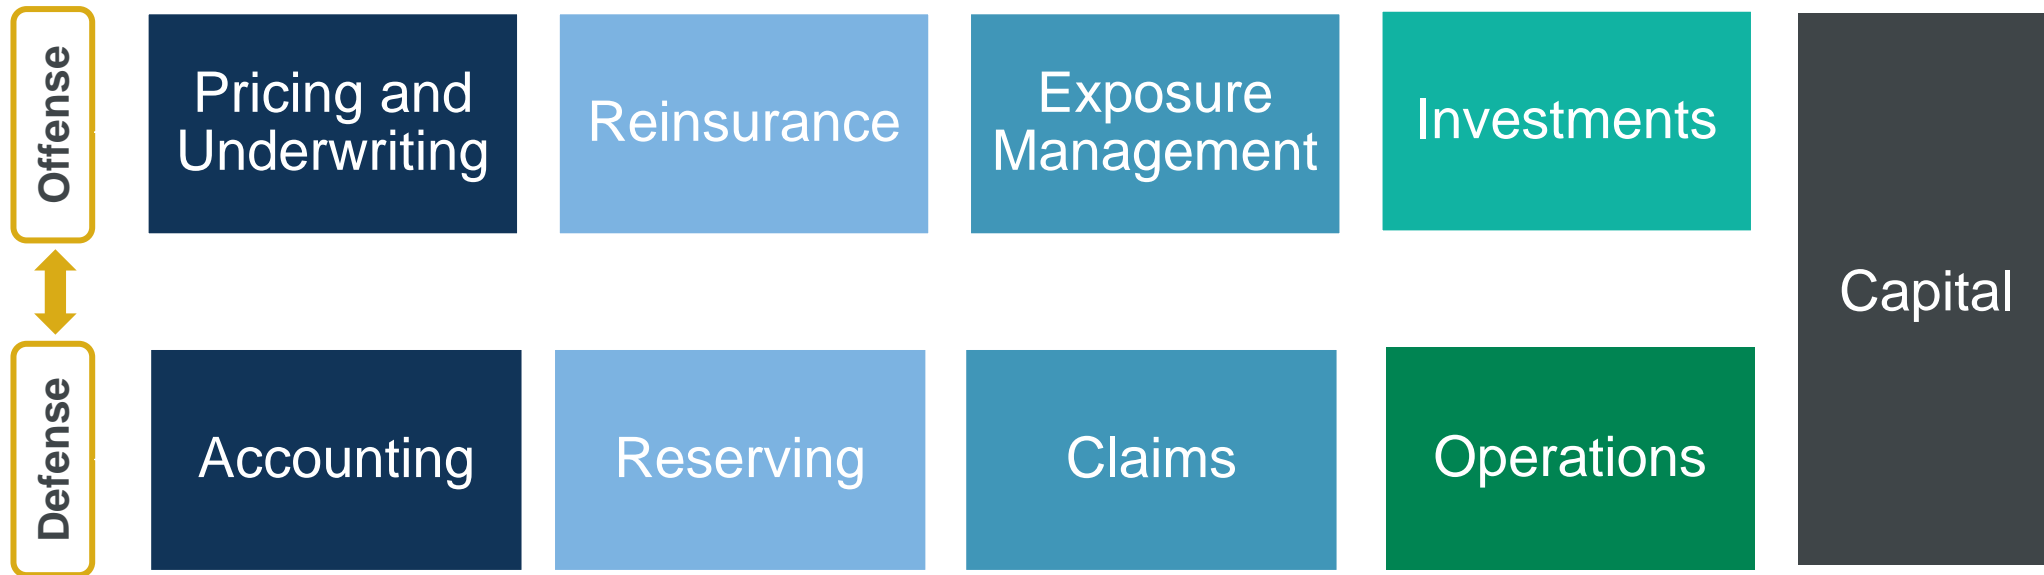 Offense
Pricing and
Underwriting
Reinsurance
Exposure
Management
Investments
Capital
Defense
Accounting
Reserving
Claims
Operations